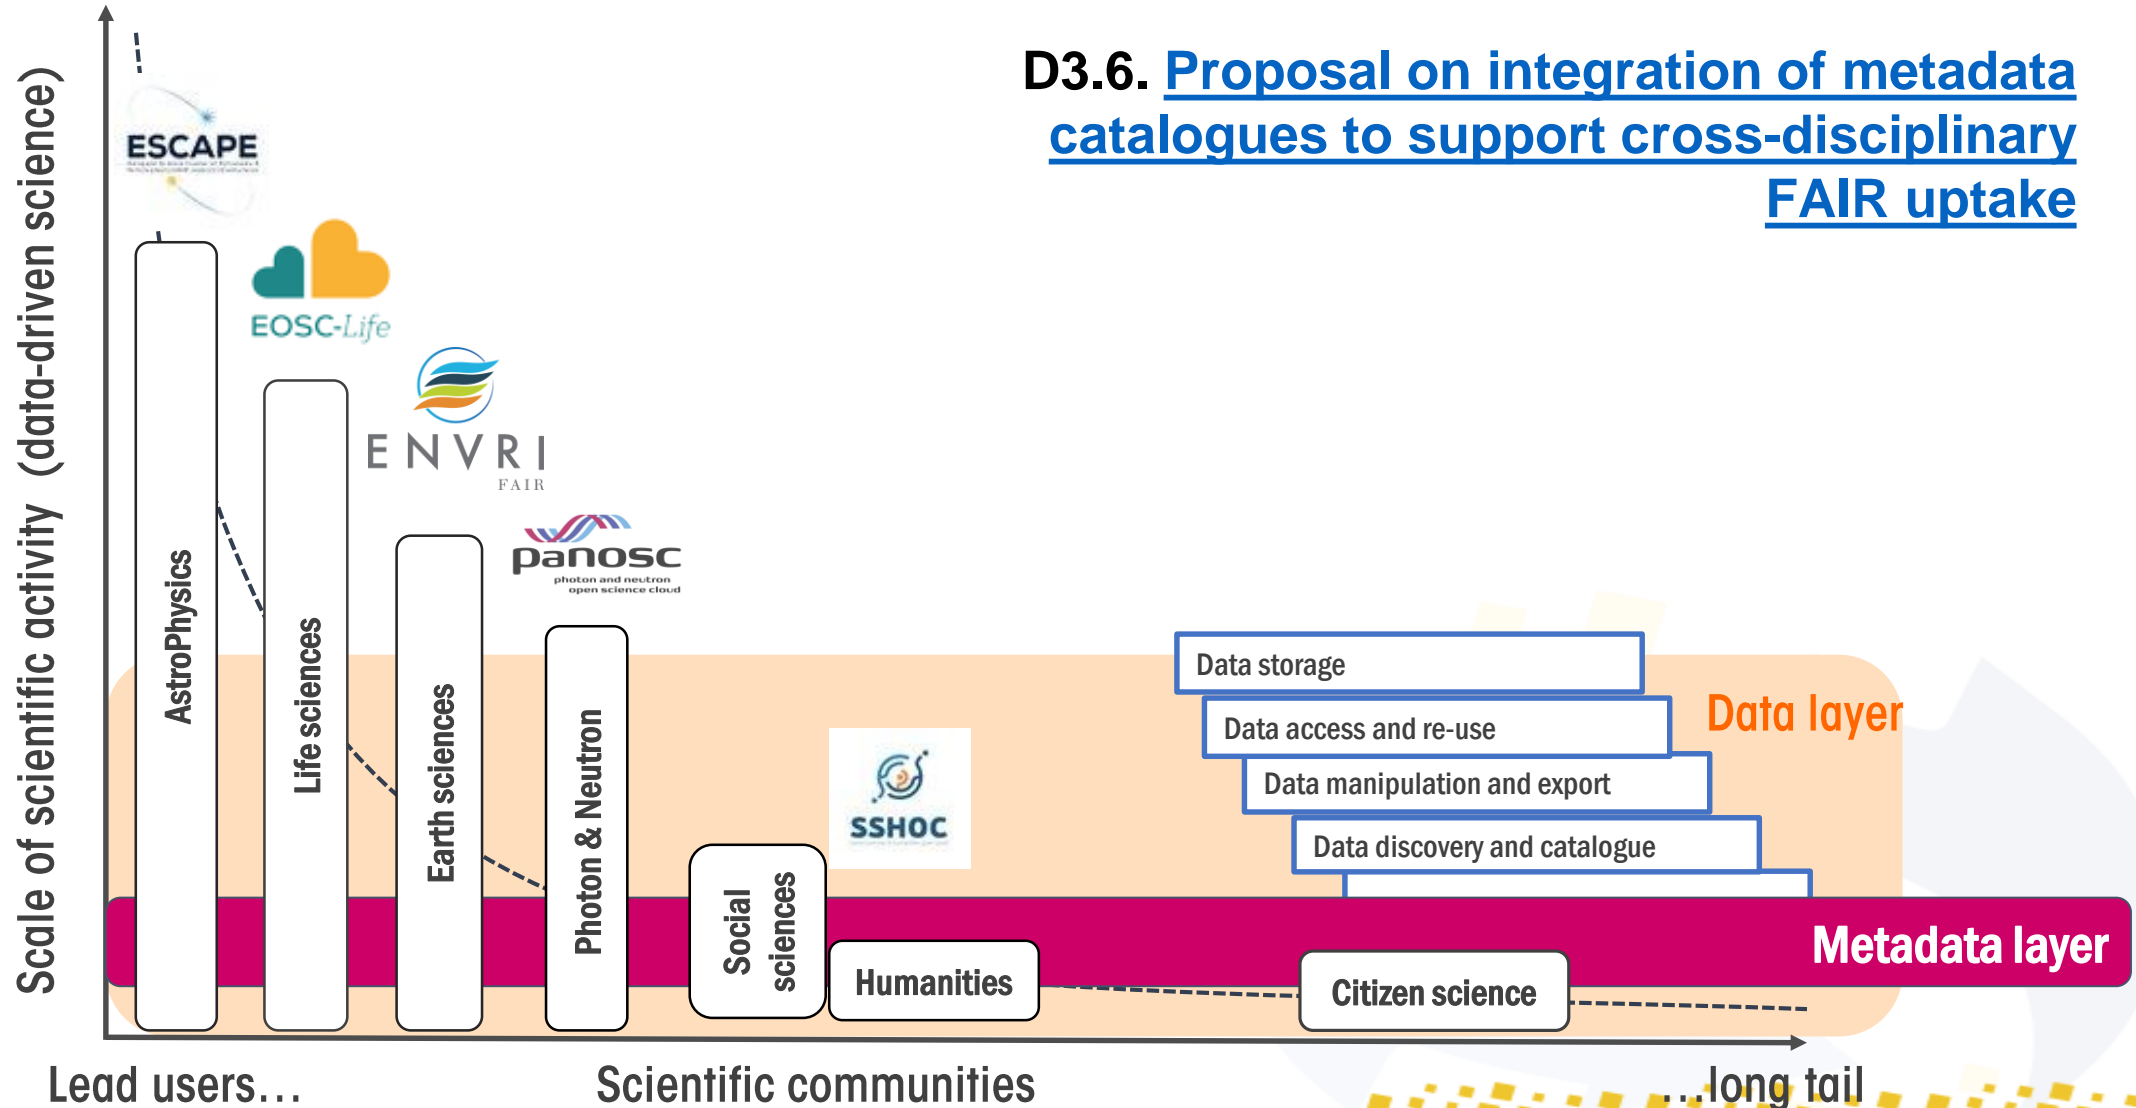 D3.6. Proposal on integration of metadata
catalogues to support cross-disciplinary
FAIR uptake
Scale of scientific activity (data-driven science)
ESCAPE
EOSC-Life
ENVRI
FAIR
panosc
photon and neutron
open science cloud
AstroPhysics
Life sciences
Earth sciences
Photon & Neutron
Social
sciences
SSHOC
Humanities
Citizen science
Data storage
Data access and re-use
Data manipulation and export
Data discovery and catalogue
Data layer
Metadata layer
Lead users...
Scientific communities
...long tail